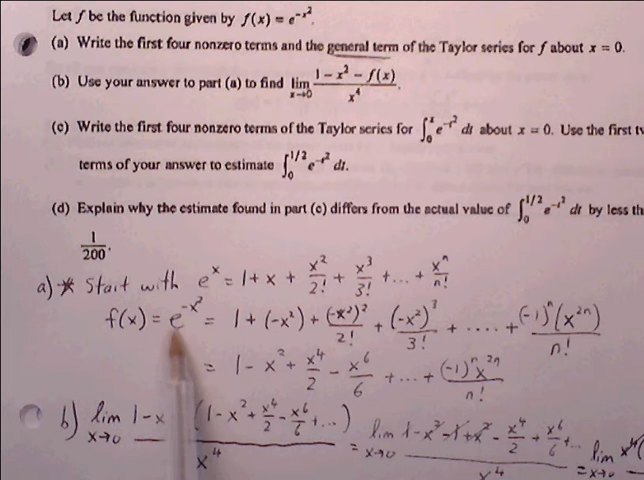 Let f be the function given by f(x) = e^{-x^2}.
(a) Write the first four nonzero terms and the general term of the Taylor series for f about x = 0.
(b) Use your answer to part (a) to find lim_{x→0} (1 - x^2 - f(x)) / x^4.
(c) Write the first four nonzero terms of the Taylor series for ∫_0^x e^{-t^2} dt about x = 0. Use the first
terms of your answer to estimate ∫_0^{1/2} e^{-t^2} dt.
(d) Explain why the estimate found in part (c) differs from the actual value of ∫_0^{1/2} e^{-t^2} dt by less
1/200.
a) * Start with e^x = 1 + x + x^2/2! + x^3/3! + ... + x^n/n!
f(x) = e^{-x^2} = 1 + (-x^2) + (-x^2)^2/2! + (-x^2)^3/3! + .... + (-1)^n (x^{2n})/n!
= 1 - x^2 + x^4/2 - x^6/6 + ... + (-1)^n x^{2n}/n!
b) lim_{x→0} 1 - x (1 - x^2 + x^4/2 - x^6/6 + ...) / x^4 = lim_{x→0} 1 - x^2 - 1 + x^2 - x^4/2 + x^6/6 + ... / x^4 = lim_{x→0} x^4(